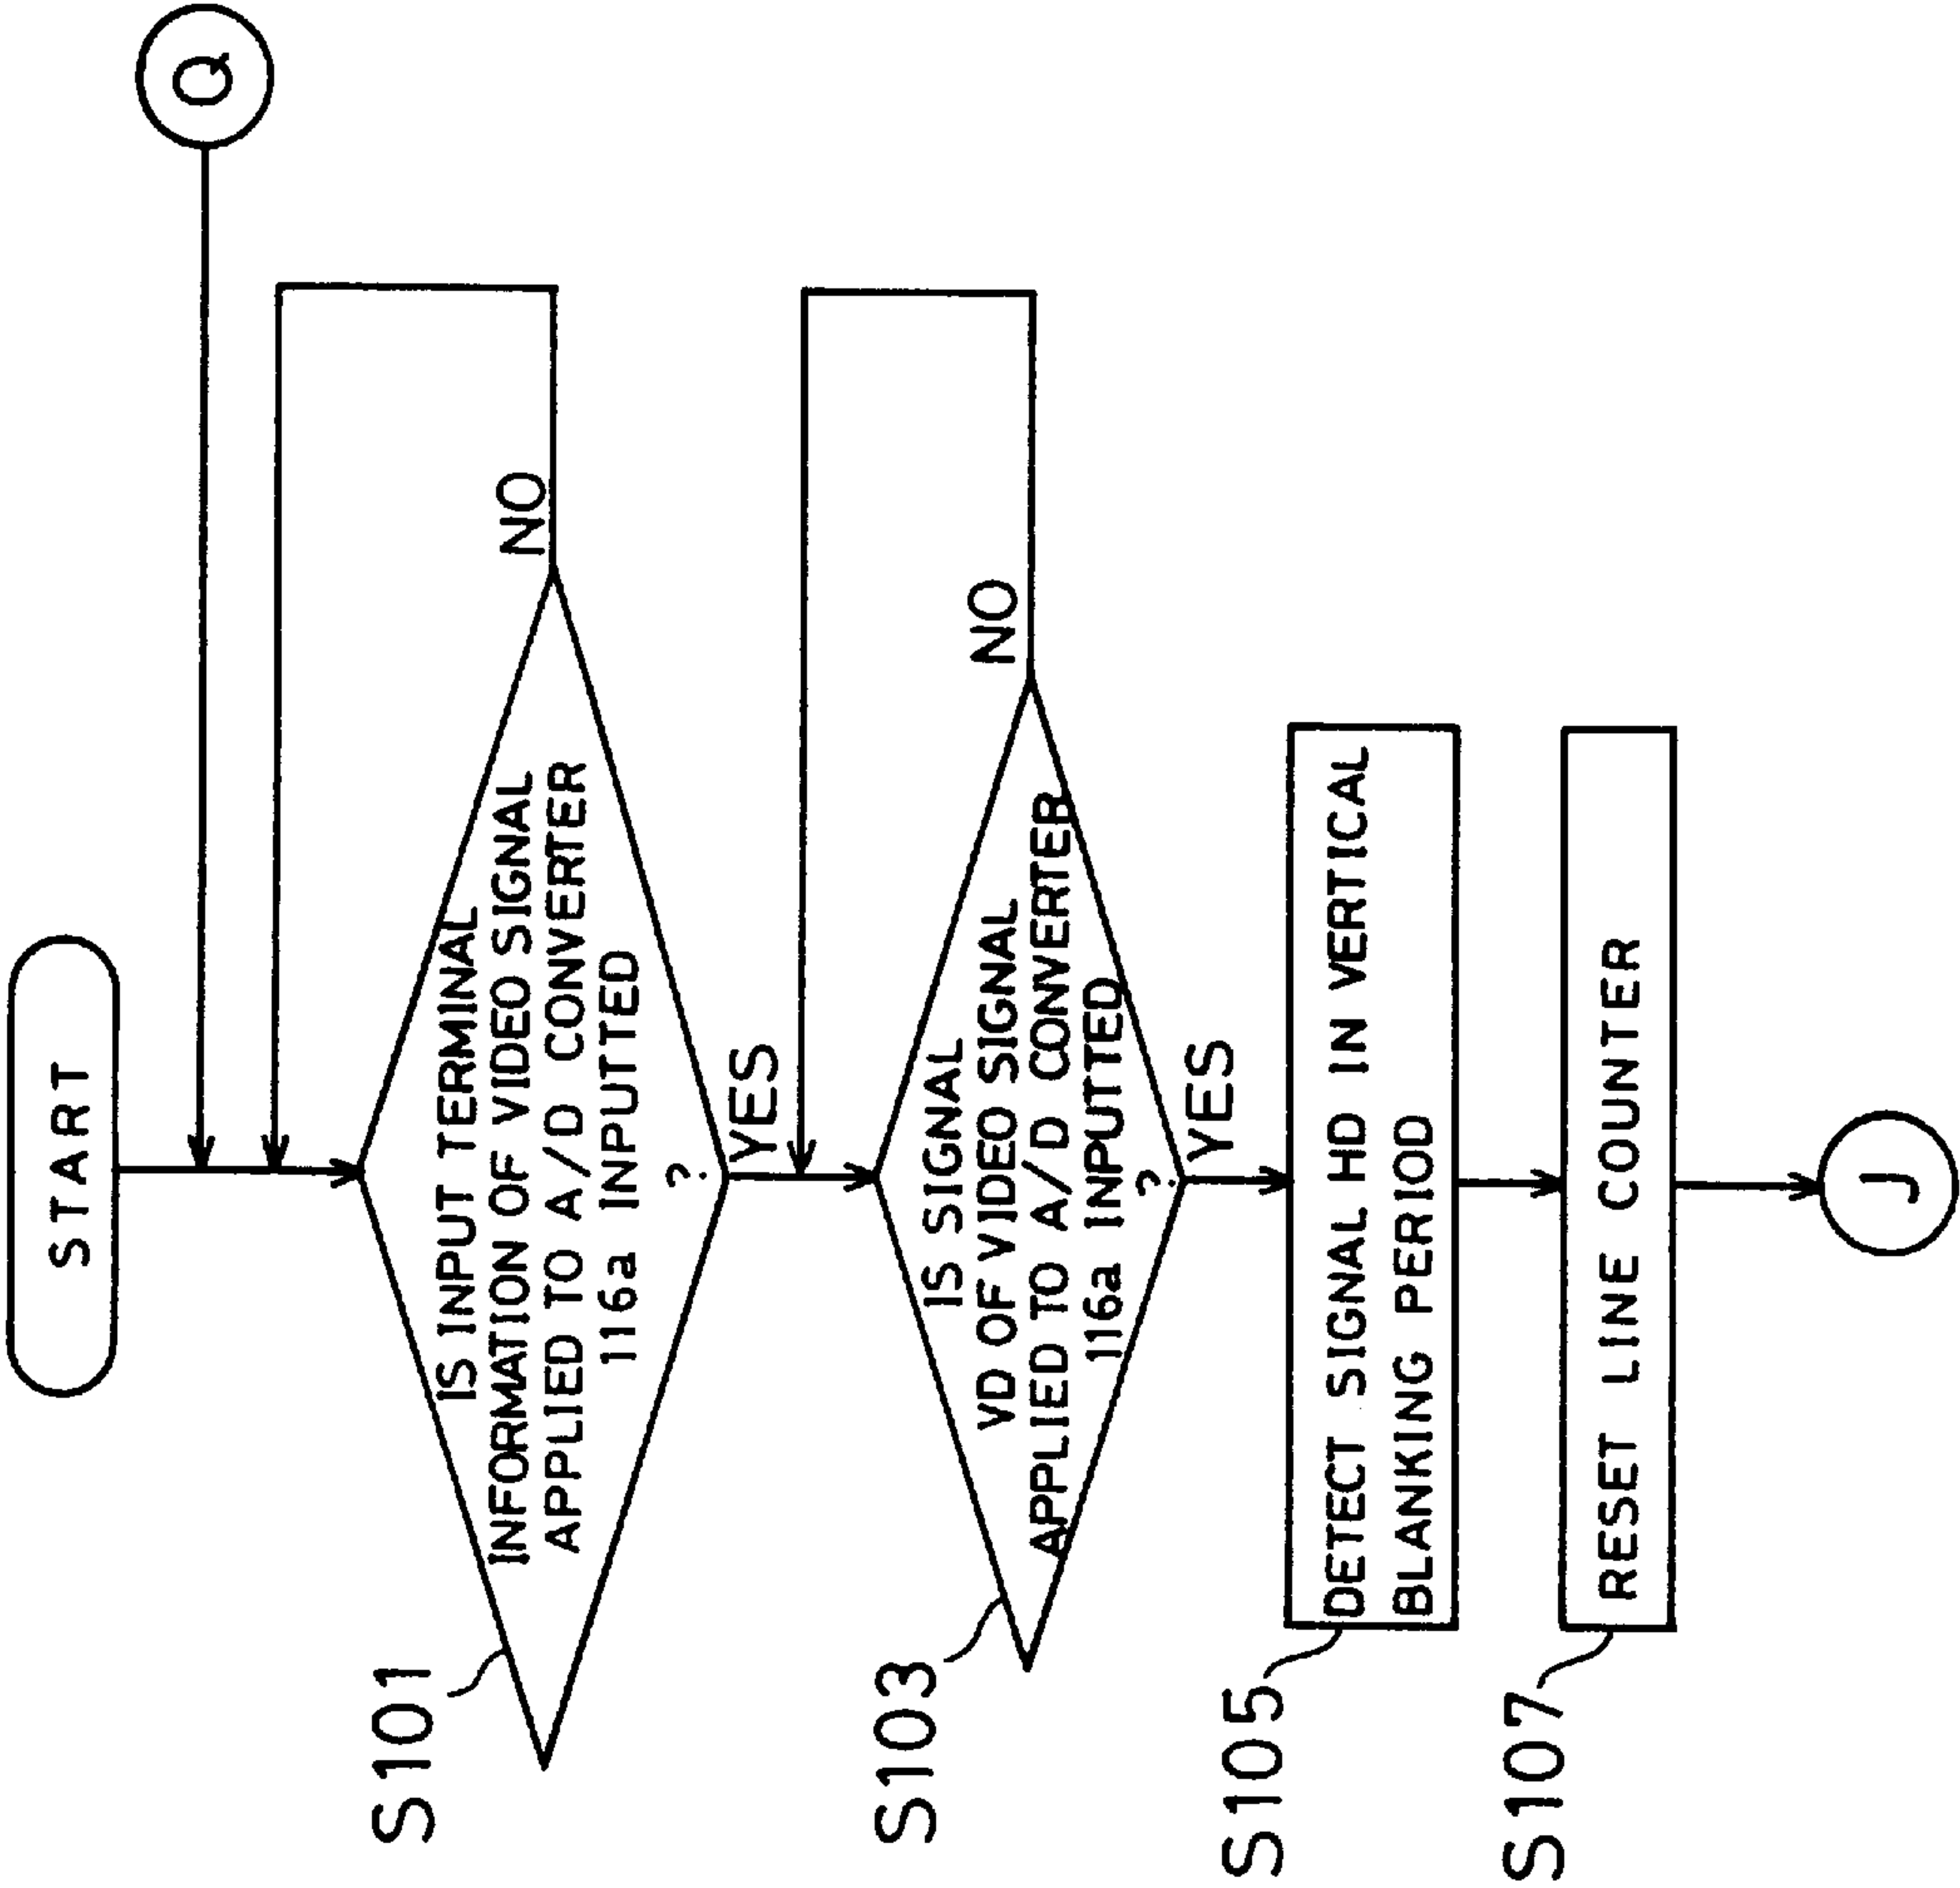 START
Q
S101
IS INPUT TERMINAL
INFORMATION OF VIDEO SIGNAL
APPLIED TO A/D CONVERTER
116a INPUTTED
?
NO
YES
S103
IS SIGNAL
VD OF VIDEO SIGNAL
APPLIED TO A/D CONVERTER
116a INPUTTED
?
NO
YES
S105
DETECT SIGNAL HD IN VERTICAL
BLANKING PERIOD
S107
RESET LINE COUNTER
J